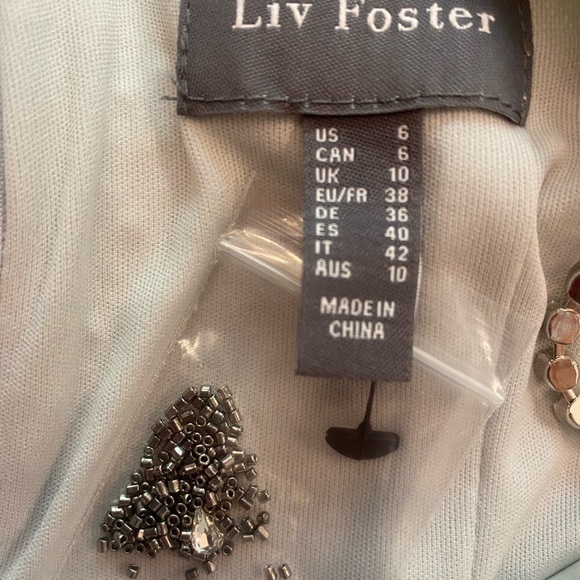 Liv Foster
US 6
CAN 6
UK 10
EU/FR 38
DE 36
ES 40
IT 42
AUS 10
MADE IN
CHINA